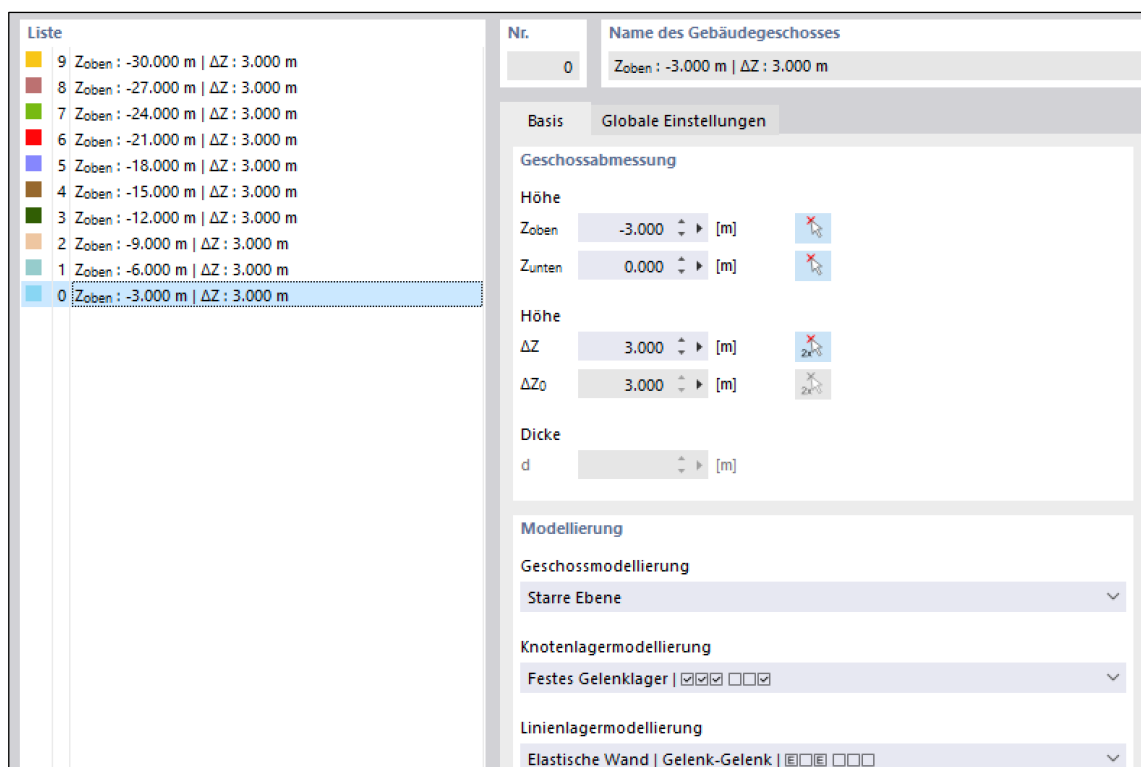 Liste
9 Zoben : -30.000 m | ΔZ : 3.000 m
8 Zoben : -27.000 m | ΔZ : 3.000 m
7 Zoben : -24.000 m | ΔZ : 3.000 m
6 Zoben : -21.000 m | ΔZ : 3.000 m
5 Zoben : -18.000 m | ΔZ : 3.000 m
4 Zoben : -15.000 m | ΔZ : 3.000 m
3 Zoben : -12.000 m | ΔZ : 3.000 m
2 Zoben : -9.000 m | ΔZ : 3.000 m
1 Zoben : -6.000 m | ΔZ : 3.000 m
0 Zoben : -3.000 m | ΔZ : 3.000 m
Nr.
0
Name des Gebäudegeschosses
Zoben : -3.000 m | ΔZ : 3.000 m
Basis Globale Einstellungen
Geschossabmessung
Höhe
Zoben -3.000 [m]
Zunten 0.000 [m]
Höhe
ΔZ 3.000 [m] 2x
ΔZ0 3.000 [m] 2x
Dicke
d [m]
Modellierung
Geschossmodellierung
Starre Ebene
Knotenlagermodellierung
Festes Gelenklager | ☑☑☑ ☐☐☑
Linienlagermodellierung
Elastische Wand | Gelenk-Gelenk | E☐E ☐☐☐